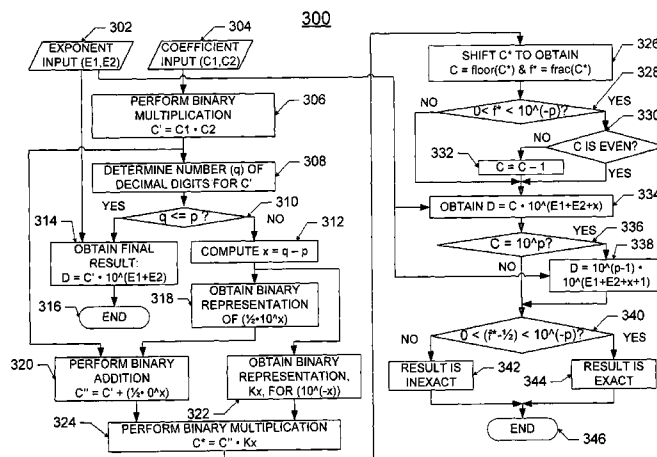 300
302
304
EXPONENT
INPUT (E1,E2)
COEFFICIENT
INPUT (C1,C2)
PERFORM BINARY
MULTIPLICATION
C' = C1 • C2
306
DETERMINE NUMBER (q) OF
DECIMAL DIGITS FOR C'
308
YES
q <= p ?
310
NO
314
OBTAIN FINAL
RESULT:
D = C' • 10^(E1+E2)
312
COMPUTE x = q – p
316
END
318
OBTAIN BINARY
REPRESENTATION
OF (½*10^x)
320
PERFORM BINARY
ADDITION
C'' = C' + (½• 0^x)
322
OBTAIN BINARY
REPRESENTATION,
Kx, FOR (10^(-x))
324
PERFORM BINARY MULTIPLICATION
C* = C'' • Kx
SHIFT C* TO OBTAIN
C = floor(C*) & f* = frac(C*)
326
328
NO
0< f* < 10^(-p)?
YES
330
NO
C IS EVEN?
332
C = C – 1
YES
OBTAIN D = C • 10^(E1+E2+x)
334
C = 10^p?
YES
336
338
NO
D = 10^(p-1) •
10^(E1+E2+x+1)
340
NO
0 < (f*-½) < 10^(-p)?
YES
RESULT IS
INEXACT
342
344
RESULT IS
EXACT
END
346